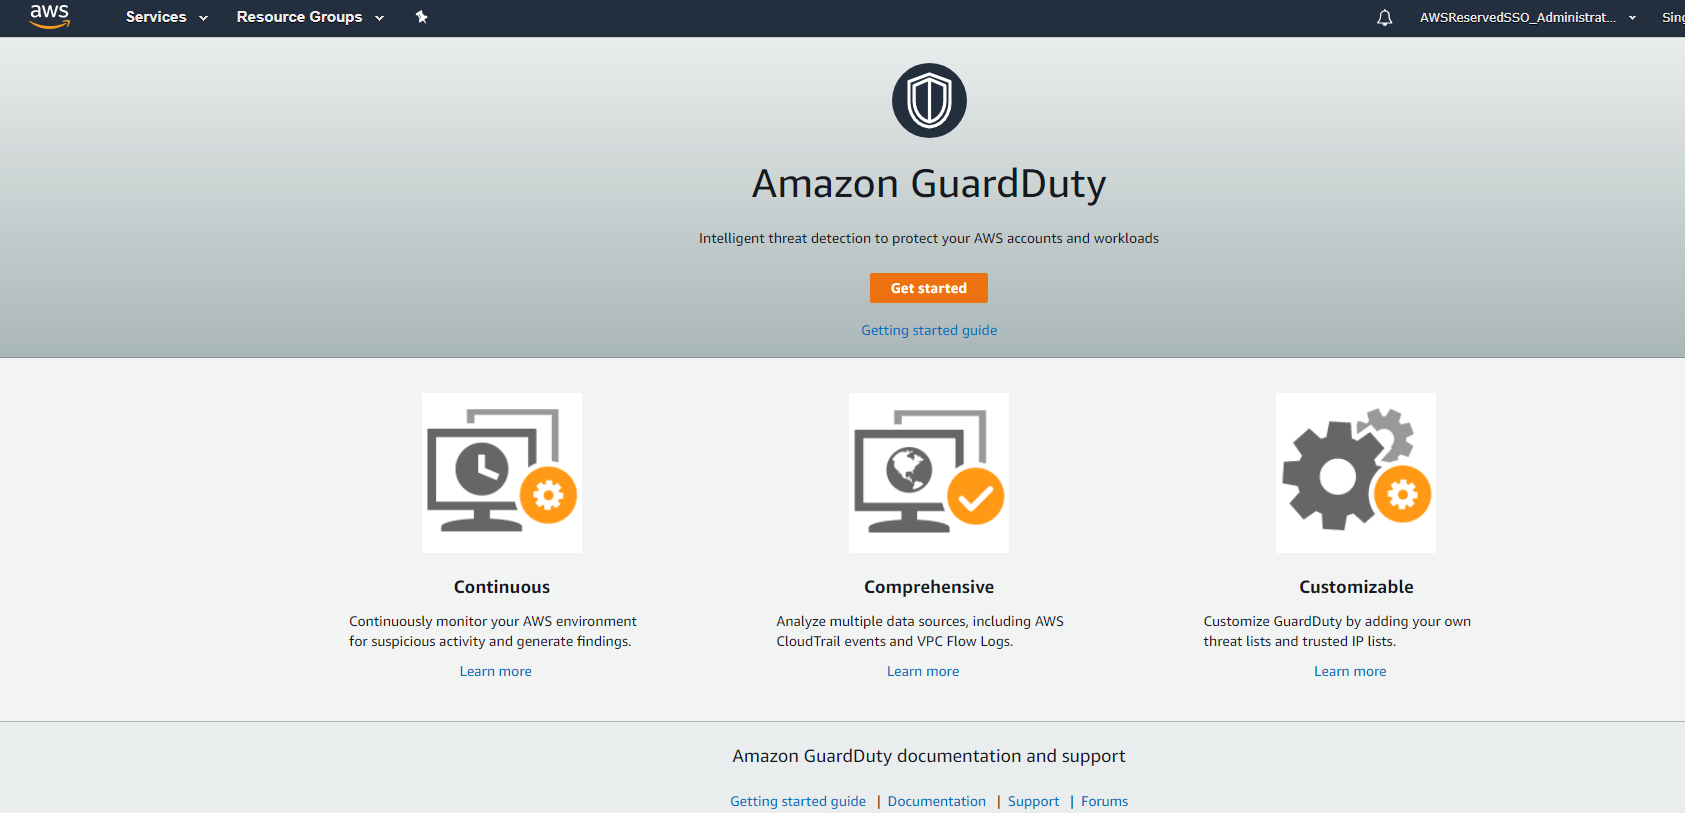 aws Services Resource Groups AWSReservedSSO_Administrat... Sing
Amazon GuardDuty
Intelligent threat detection to protect your AWS accounts and workloads
Get started
Getting started guide
Continuous
Continuously monitor your AWS environment
for suspicious activity and generate findings.
Learn more
Comprehensive
Analyze multiple data sources, including AWS
CloudTrail events and VPC Flow Logs.
Learn more
Customizable
Customize GuardDuty by adding your own
threat lists and trusted IP lists.
Learn more
Amazon GuardDuty documentation and support
Getting started guide | Documentation | Support | Forums